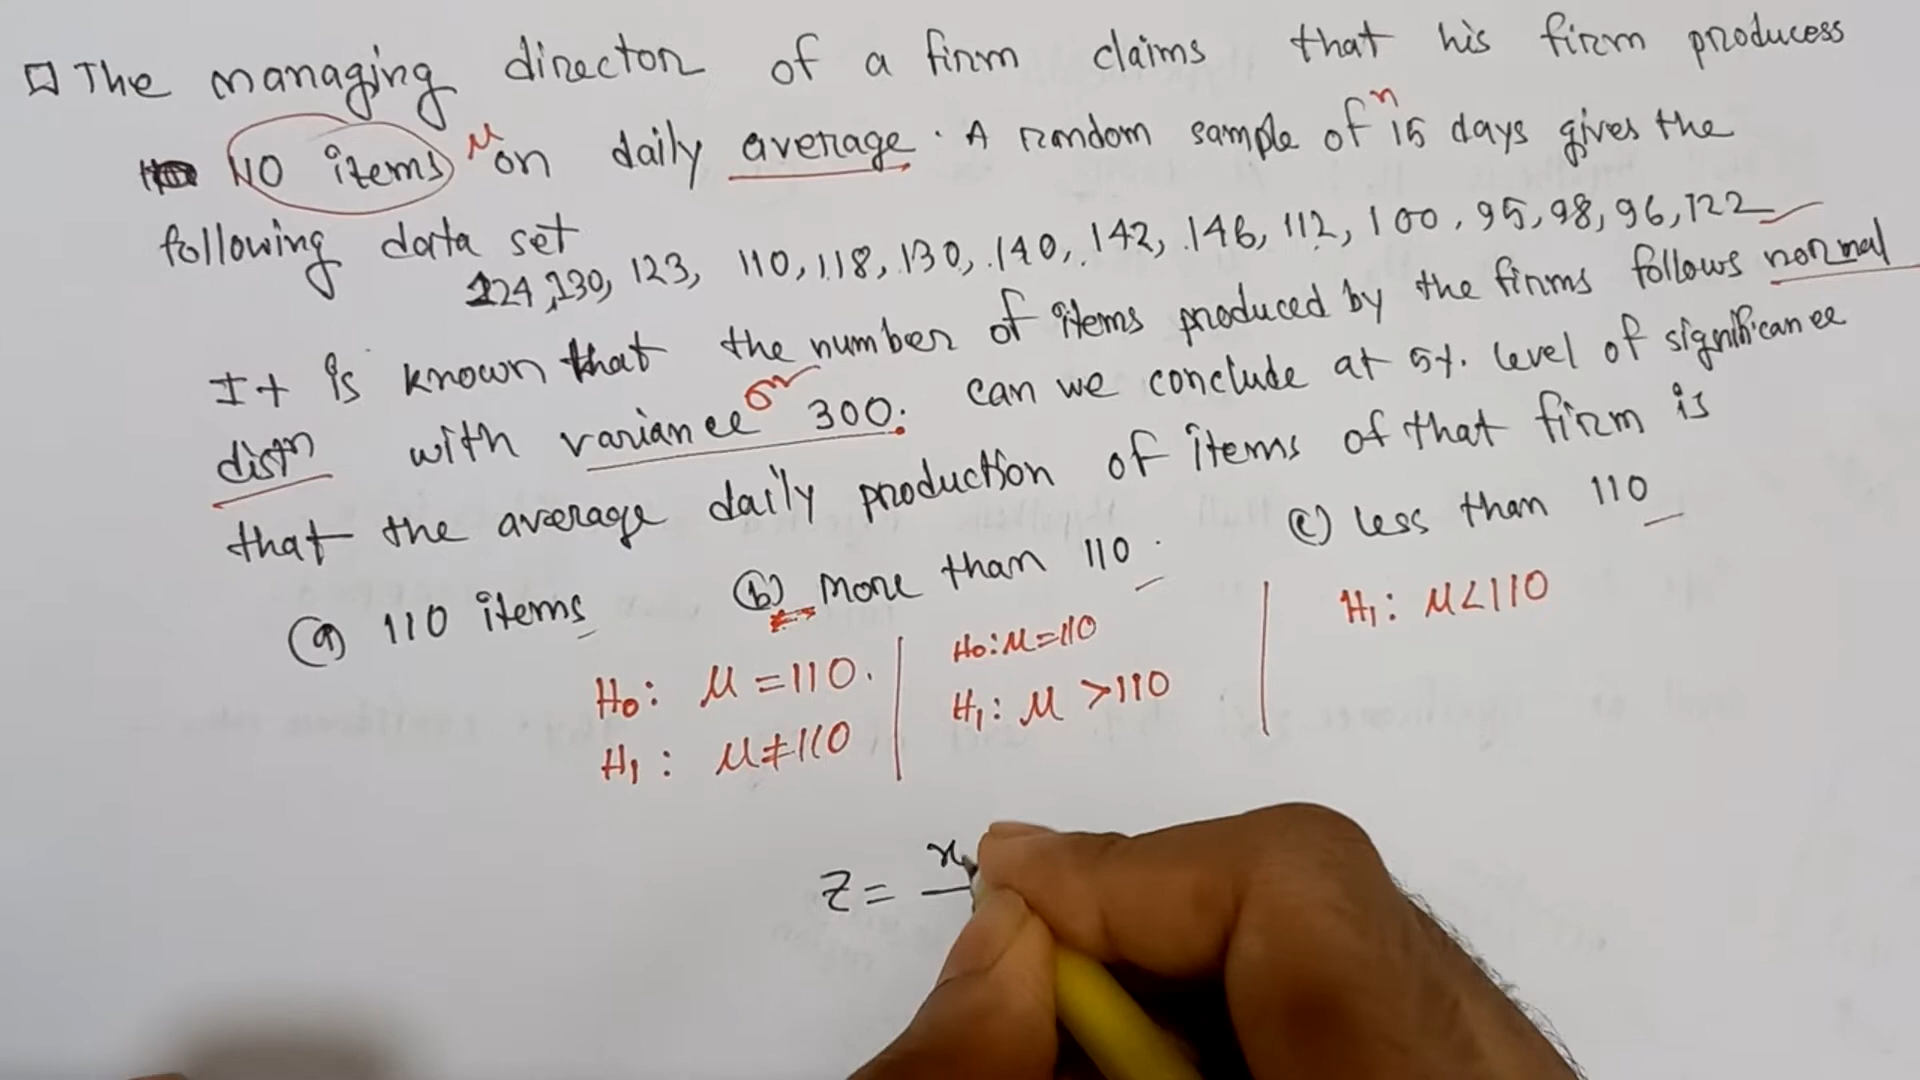 The managing director of a firm claims that his firm producess
110 items μ on daily average. A random sample of n 15 days gives the
following data set
124, 130, 123, 110, 118, 130, 140, 142, 146, 112, 100, 95, 98, 96, 122
It is known that the number of items produced by the firms follows normal
distn with variance σ 300. can we conclude at 5%. level of significance
that the average daily production of items of that firm is
(a) 110 items (b) More than 110. (c) less than 110
H₀: μ = 110. H₀: μ = 110 H₁: μ < 110
H₁: μ ≠ 110 H₁: μ > 110
Z = x